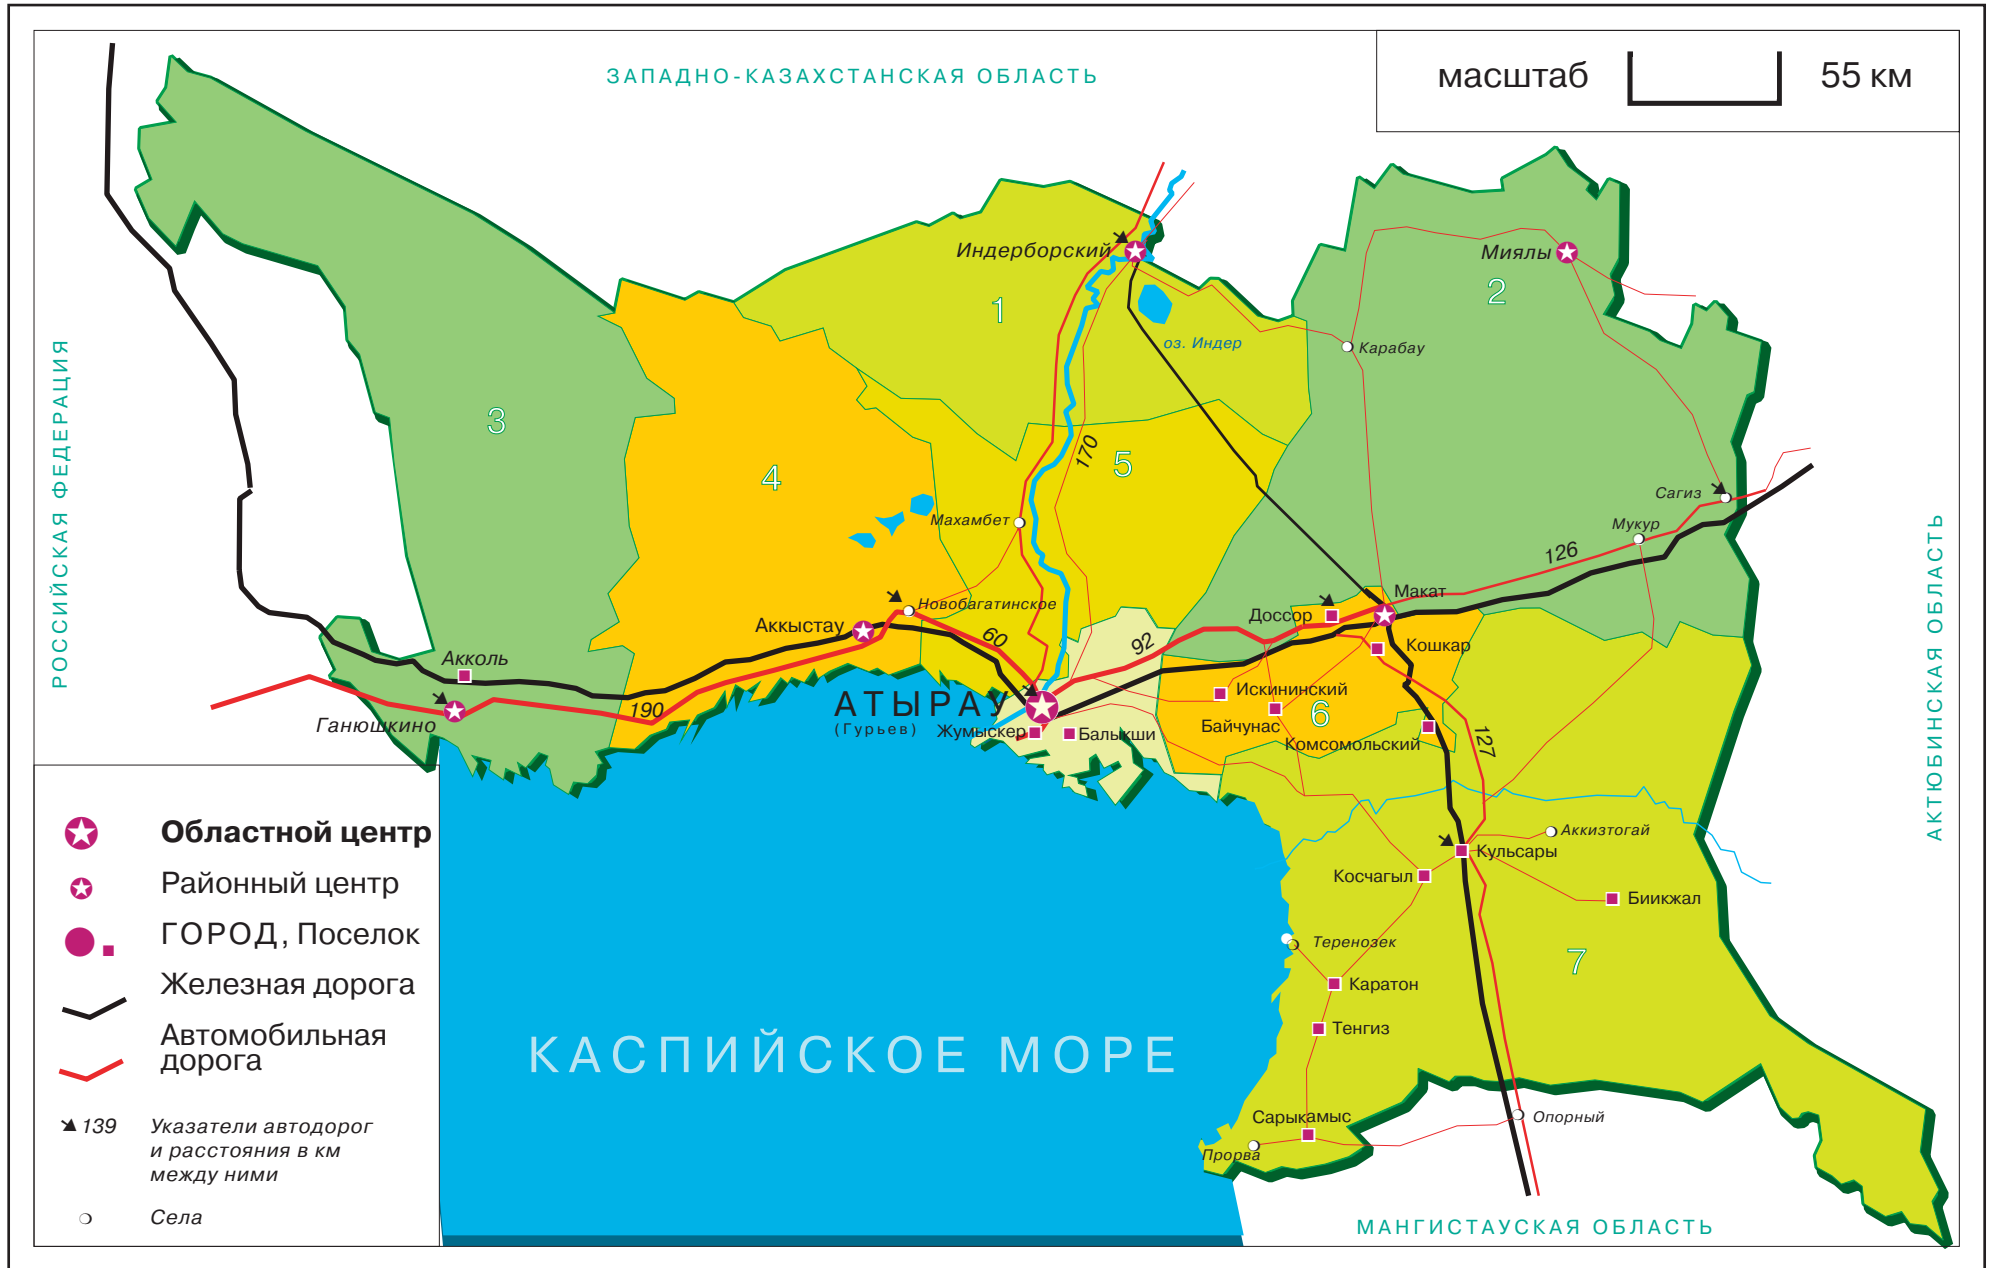 ЗАПАДНО-КАЗАХСТАНСКАЯ ОБЛАСТЬ
масштаб 55 км
РОССИЙСКАЯ ФЕДЕРАЦИЯ
АКТЮБИНСКАЯ ОБЛАСТЬ
Индерборский
Миялы
1
2
оз. Индер
Карабау
3
4
5
170
Сагиз
Махамбет
Мукур
126
Макат
Новобагатинское
Доссор
Аккыстау
60
92
Кошкар
Акколь
Искининский
190
АТЫРАУ
(Гурьев)
Ганюшкино
6
Байчунас
Жумыскер
Балыкши
Комсомольский
127
Аккизтогай
Кульсары
Косчагыл
Биикжал
Теренозек
7
Каратон
Тенгиз
КАСПИЙСКОЕ МОРЕ
Сарыкамыс
Опорный
Прорва
МАНГИСТАУСКАЯ ОБЛАСТЬ
Областной центр
Районный центр
ГОРОД, Поселок
Железная дорога
Автомобильная
дорога
139 Указатели автодорог
и расстояния в км
между ними
Села